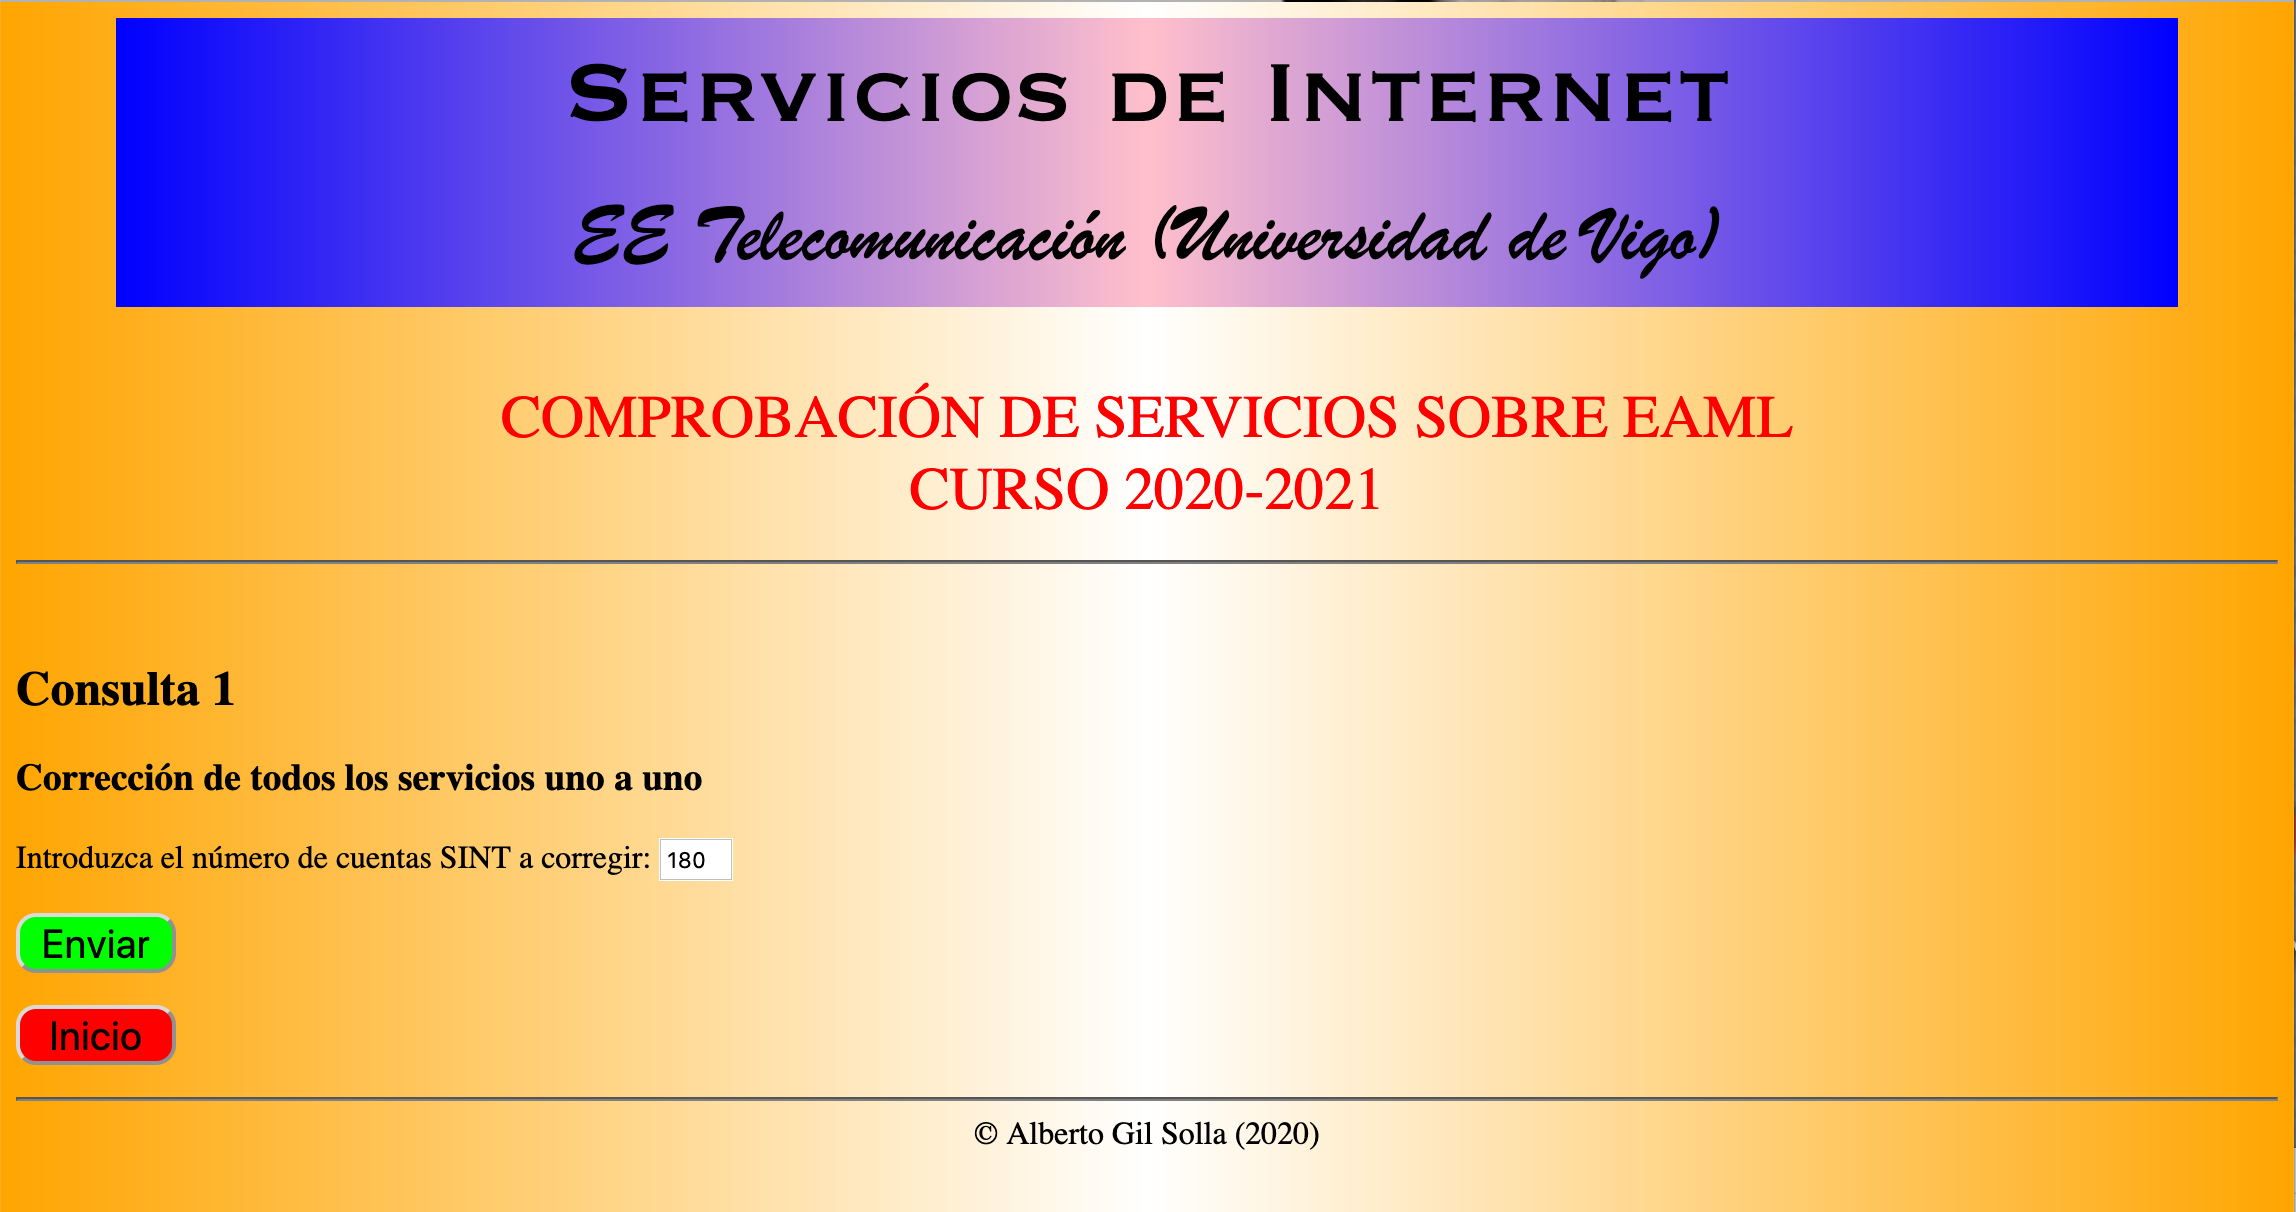 Servicios de Internet
EE Telecomunicación (Universidad de Vigo)
COMPROBACIÓN DE SERVICIOS SOBRE EAML
CURSO 2020-2021
Consulta 1
Corrección de todos los servicios uno a uno
Introduzca el número de cuentas SINT a corregir: 180
Enviar
Inicio
© Alberto Gil Solla (2020)